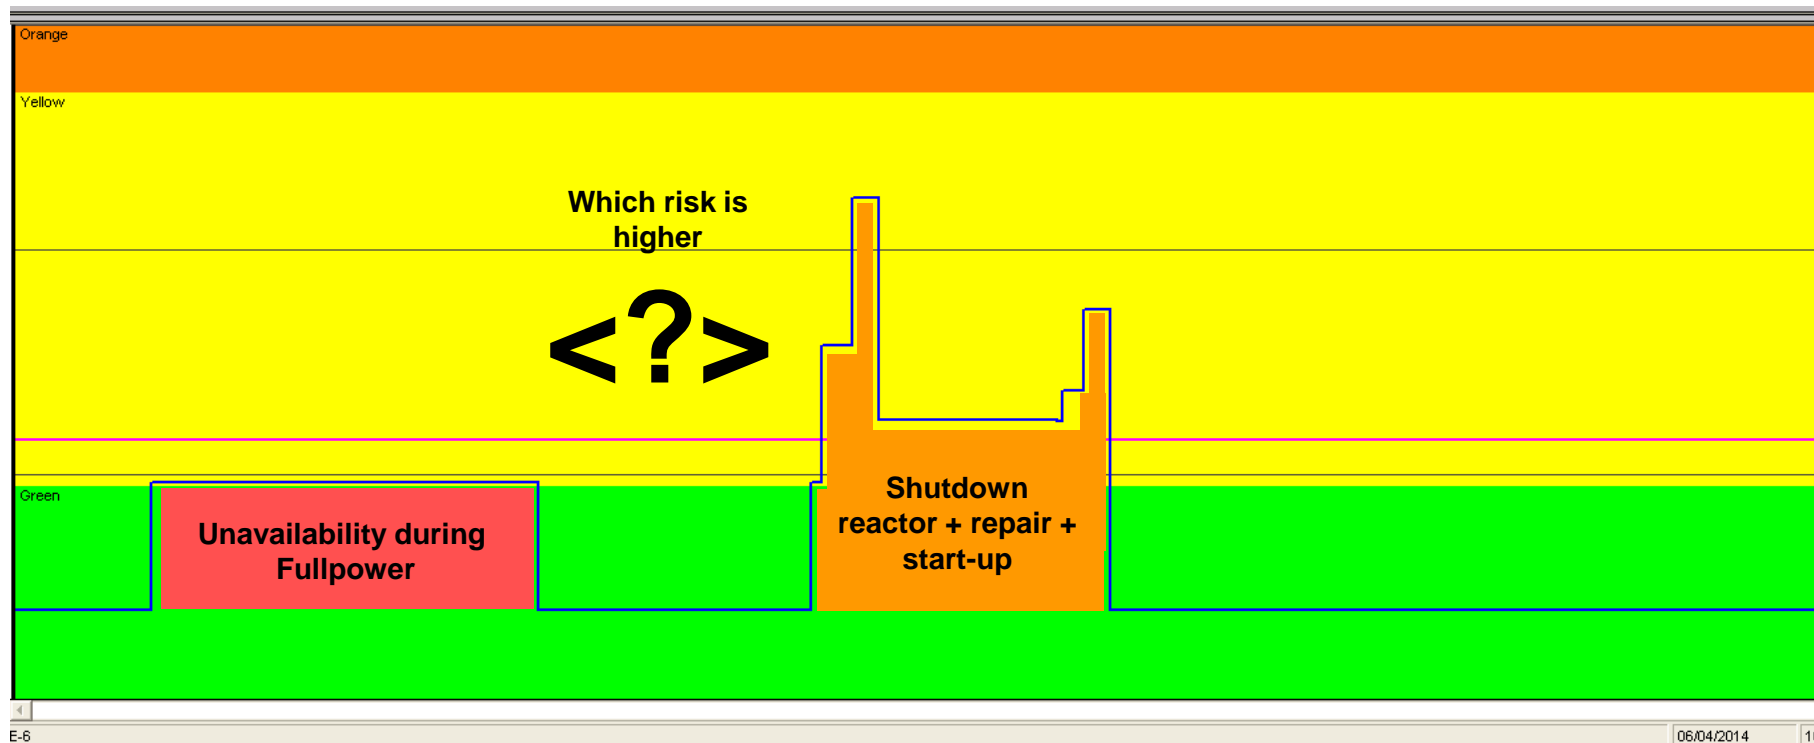 Orange
Yellow
Which risk is
higher
<?>
Green
Unavailability during
Fullpower
Shutdown
reactor + repair +
start-up
E-6
06/04/2014